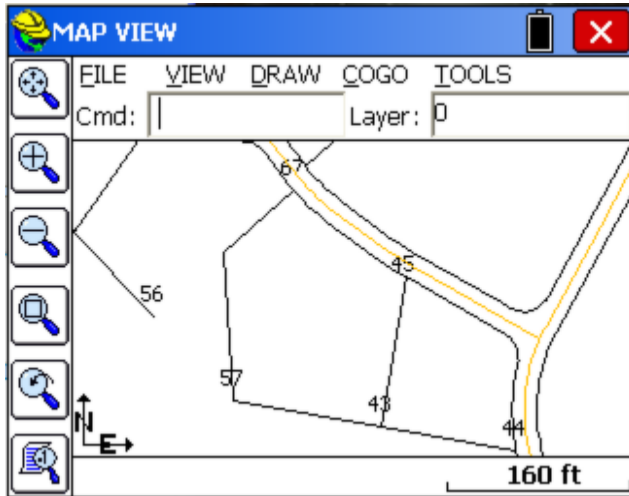 MAP VIEW
FILE VIEW DRAW COGO TOOLS
Cmd: Layer: 0
67
45
56
57
43
44
N
E
160 ft